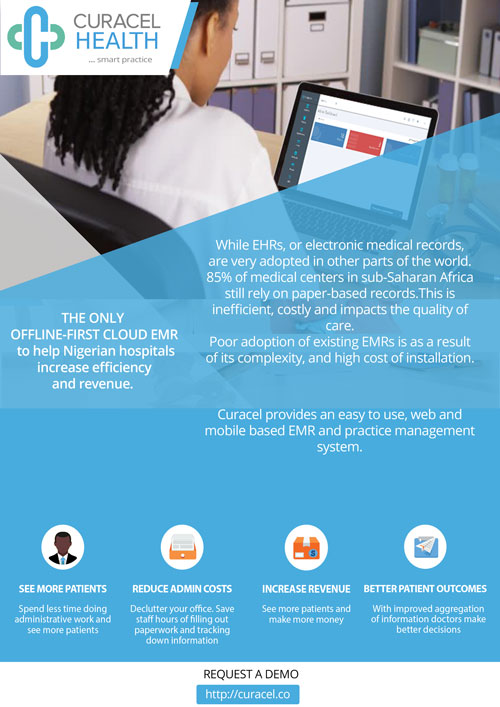 CURACEL
HEALTH
... smart practice
While EHRs, or electronic medical records,
are very adopted in other parts of the world.
85% of medical centers in sub-Saharan Africa
still rely on paper-based records.This is
inefficient, costly and impacts the quality of
care.
Poor adoption of existing EMRs is as a result
of its complexity, and high cost of installation.
THE ONLY
OFFLINE-FIRST CLOUD EMR
to help Nigerian hospitals
increase efficiency
and revenue.
Curacel provides an easy to use, web and
mobile based EMR and practice management
system.
SEE MORE PATIENTS
Spend less time doing
administrative work and
see more patients
REDUCE ADMIN COSTS
Declutter your office. Save
staff hours of filling out
paperwork and tracking
down information
INCREASE REVENUE
See more patients and
make more money
BETTER PATIENT OUTCOMES
With improved aggregation
of information doctors make
better decisions
REQUEST A DEMO
http://curacel.co